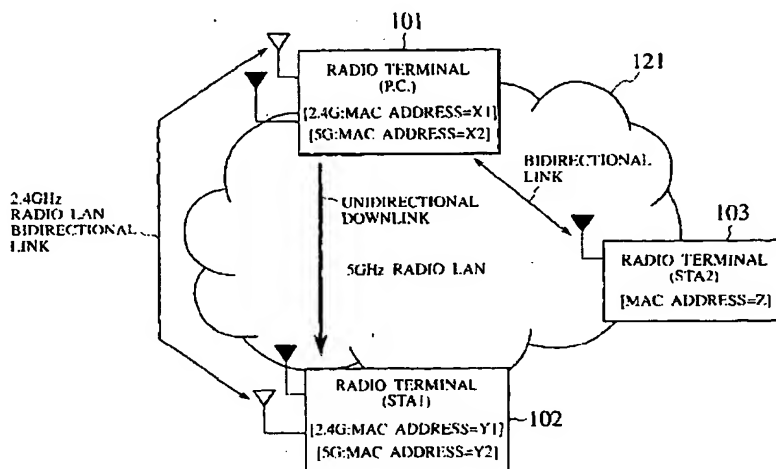 101
RADIO TERMINAL
(P.C.)
[2.4G:MAC ADDRESS=X1]
[5G:MAC ADDRESS=X2]
121
BIDIRECTIONAL
LINK
2.4GHz
RADIO LAN
BIDIRECTIONAL
LINK
UNIDIRECTIONAL
DOWNLINK
103
5GHz RADIO LAN
RADIO TERMINAL
(STA2)
[MAC ADDRESS=Z]
RADIO TERMINAL
(STA1)
[2.4G:MAC ADDRESS=Y1]
[5G:MAC ADDRESS=Y2]
102